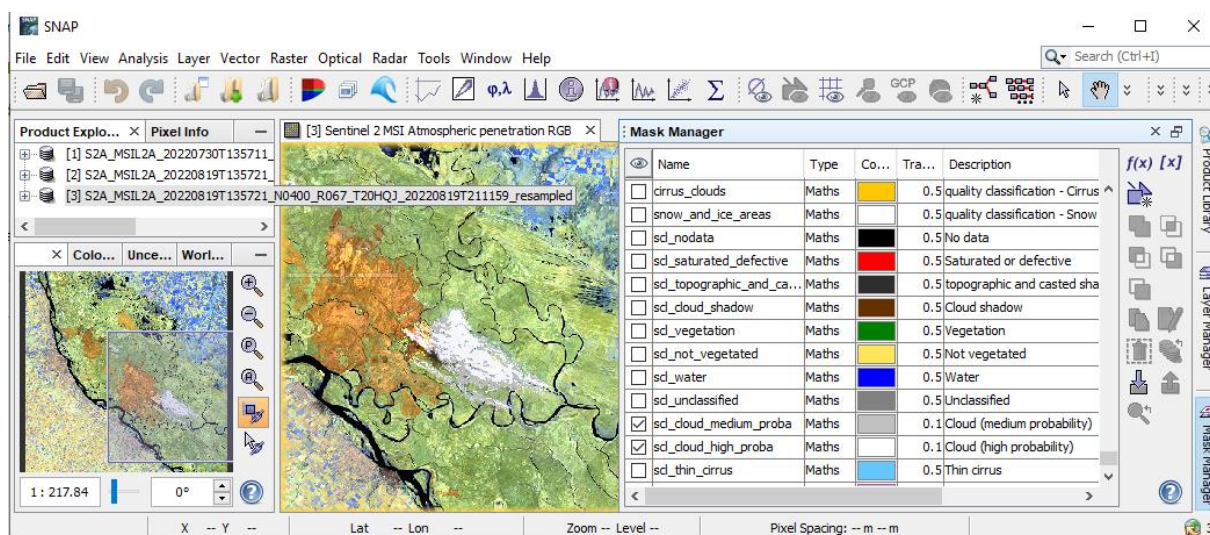 SNAP
File Edit View Analysis Layer Vector Raster Optical Radar Tools Window Help
Search (Ctrl+I)
φ,λ
GCP
Product Explo... Pixel Info
[1] S2A_MSIL2A_20220730T135711_
[2] S2A_MSIL2A_20220819T135721_
[3] S2A_MSIL2A_20220819T135721_N0400_R067_T20HQJ_20220819T211159_resampled
Colo... Unce... Worl...
1 : 217.84
0°
[3] Sentinel 2 MSI Atmospheric penetration RGB
Mask Manager
Name Type Co... Tra... Description
cirrus_clouds Maths 0.5 quality classification - Cirrus
snow_and_ice_areas Maths 0.5 quality classification - Snow
scl_nodata Maths 0.5 No data
scl_saturated_defective Maths 0.5 Saturated or defective
scl_topographic_and_ca... Maths 0.5 topographic and casted sha
scl_cloud_shadow Maths 0.5 Cloud shadow
scl_vegetation Maths 0.5 Vegetation
scl_not_vegetated Maths 0.5 Not vegetated
scl_water Maths 0.5 Water
scl_unclassified Maths 0.5 Unclassified
scl_cloud_medium_proba Maths 0.1 Cloud (medium probability)
scl_cloud_high_proba Maths 0.1 Cloud (high probability)
scl_thin_cirrus Maths 0.5 Thin cirrus
f(x) [x]
Product Library
Layer Manager
Mask Manager
X -- Y -- Lat -- Lon -- Zoom -- Level -- Pixel Spacing: -- m -- m